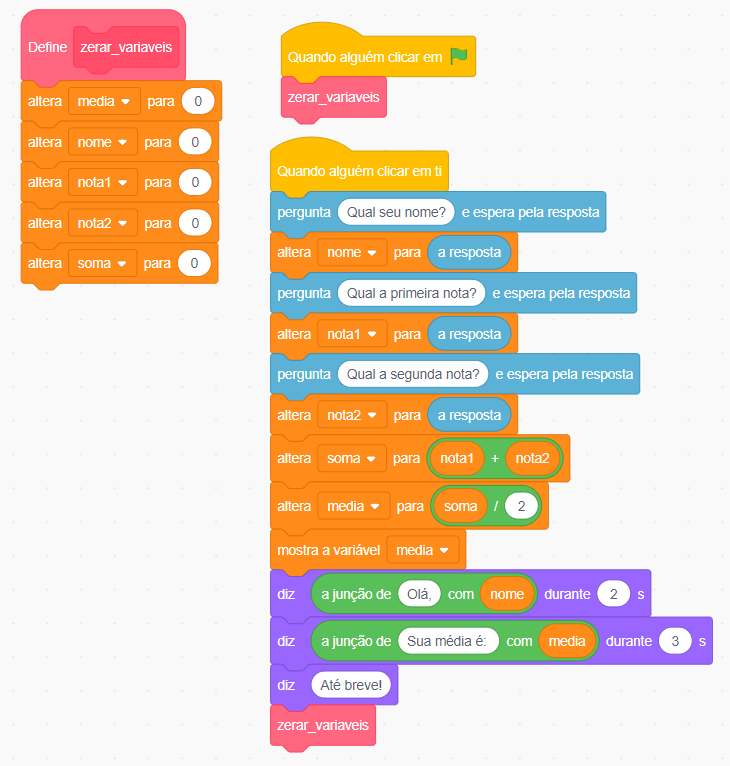 Define zerar_variaveis
altera media para 0
altera nome para 0
altera nota1 para 0
altera nota2 para 0
altera soma para 0
Quando alguém clicar em
zerar_variaveis
Quando alguém clicar em ti
pergunta Qual seu nome? e espera pela resposta
altera nome para a resposta
pergunta Qual a primeira nota? e espera pela resposta
altera nota1 para a resposta
pergunta Qual a segunda nota? e espera pela resposta
altera nota2 para a resposta
altera soma para nota1 + nota2
altera media para soma / 2
mostra a variável media
diz a junção de Olá, com nome durante 2 s
diz a junção de Sua média é: com media durante 3 s
diz Até breve!
zerar_variaveis